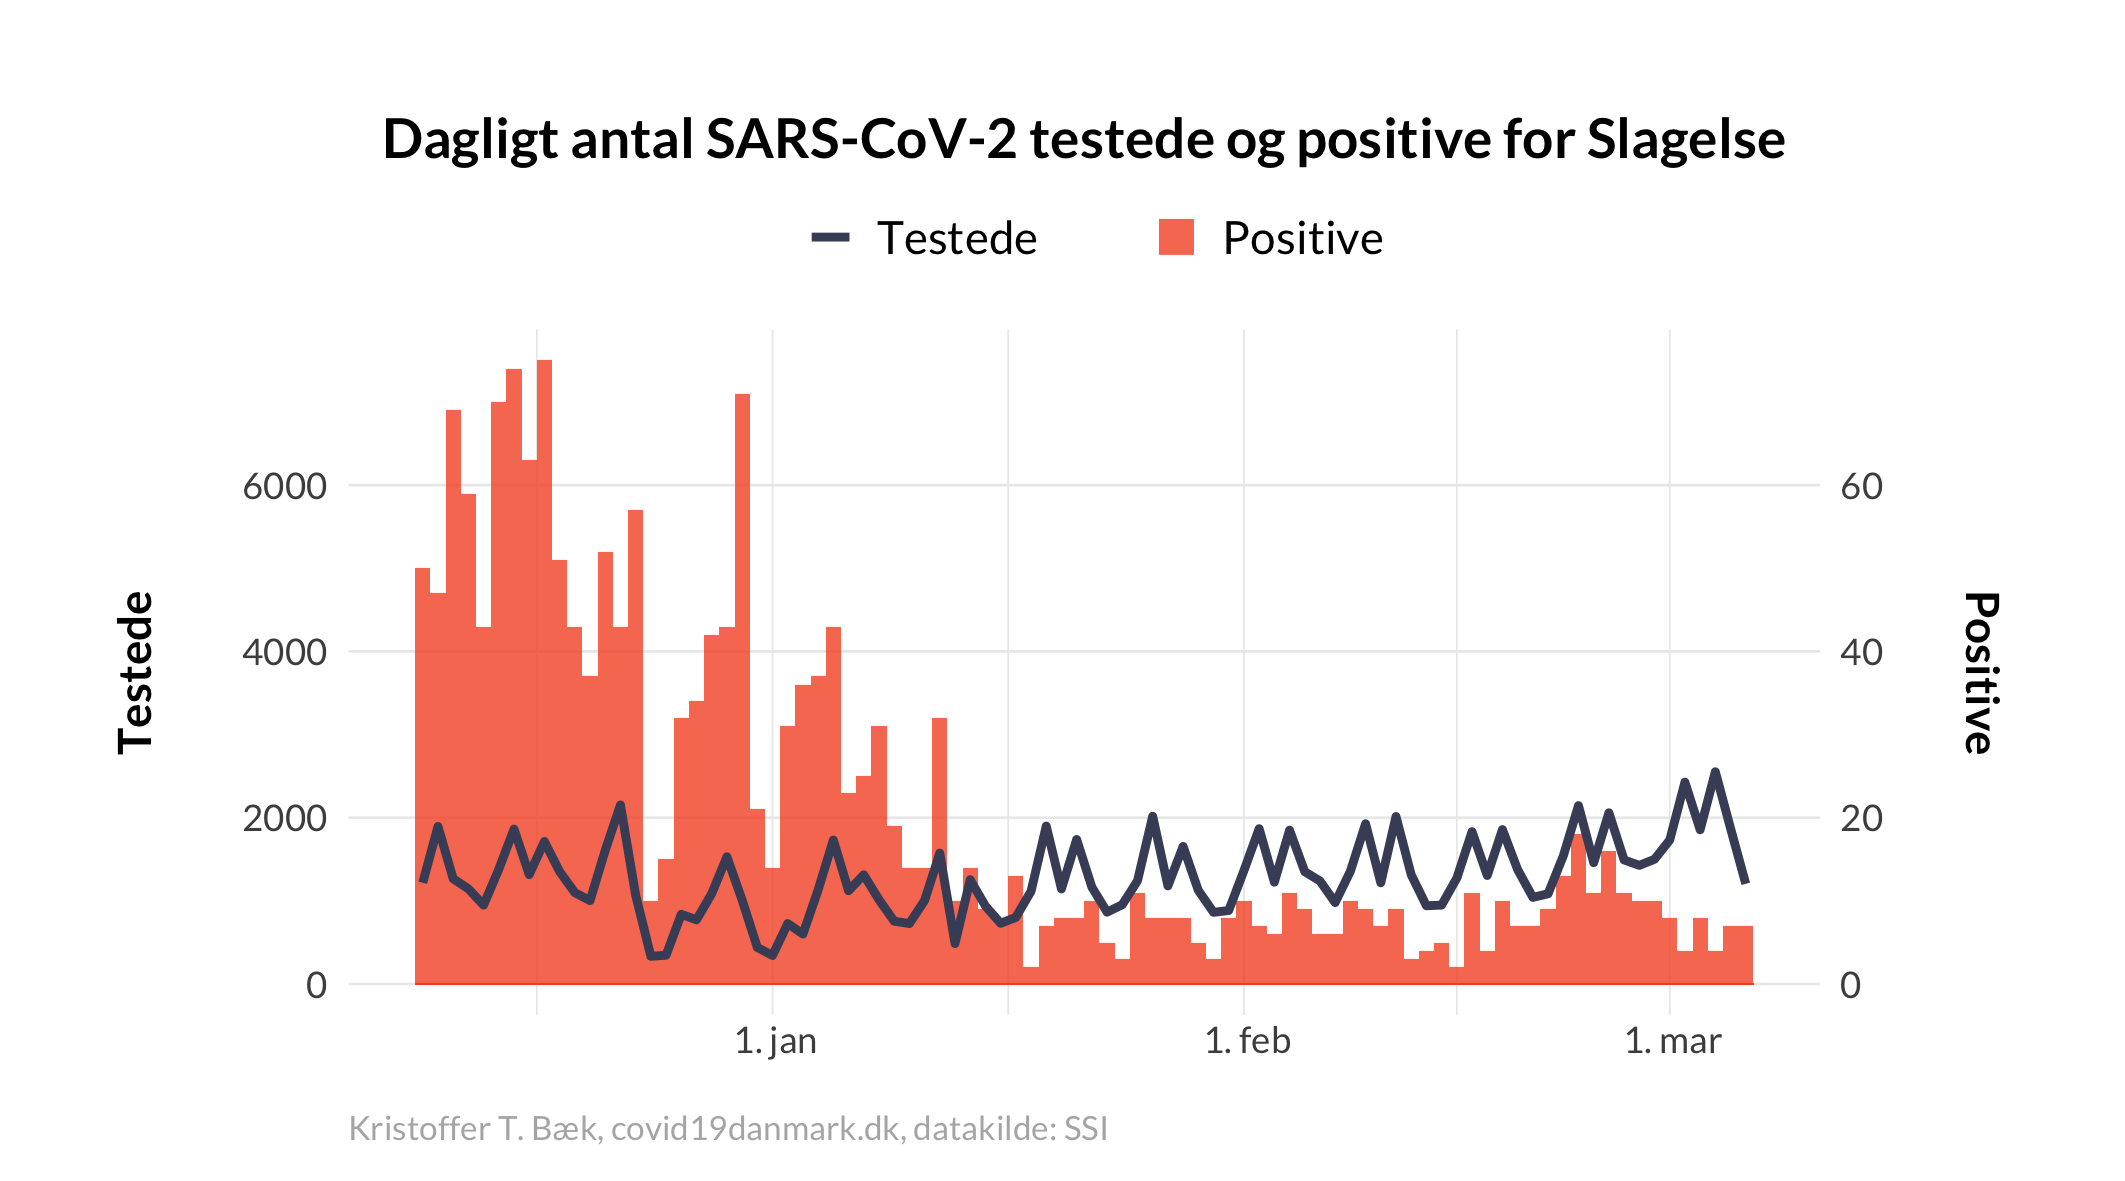 Dagligt antal SARS-CoV-2 testede og positive for Slagelse
Testede
Positive
Testede
6000
4000
2000
0
60
40
20
0
Positive
1. jan
1. feb
1. mar
Kristoffer T. Bæk, covid19danmark.dk, datakilde: SSI